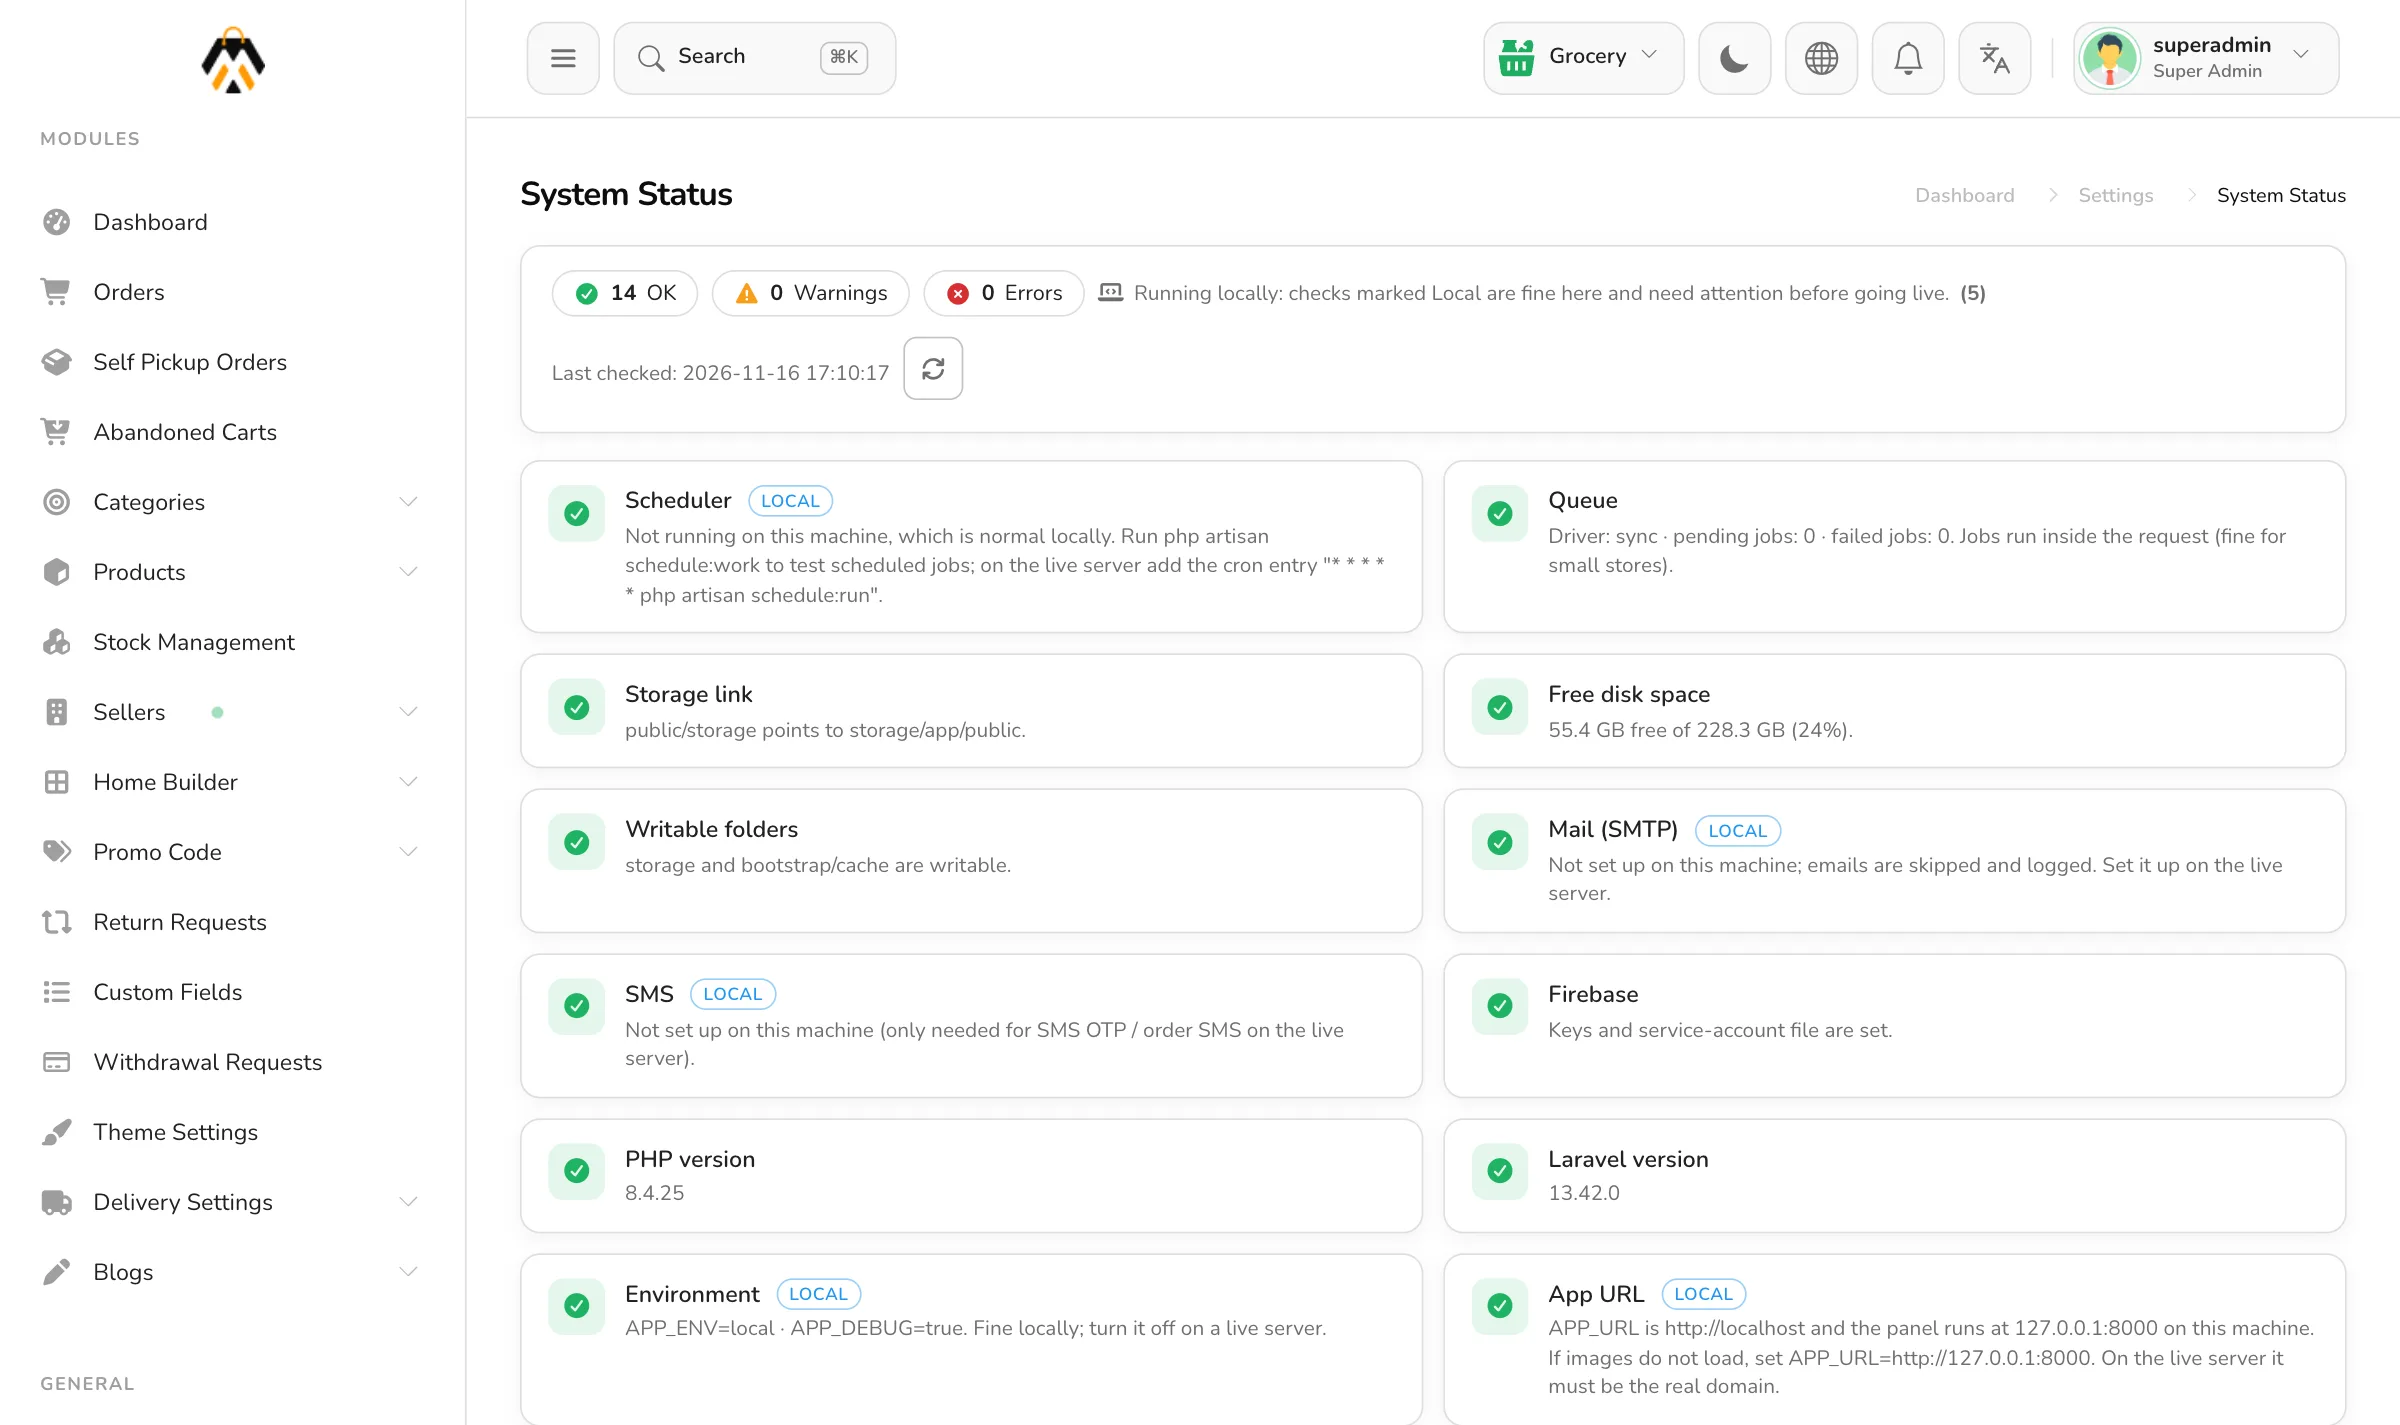 Search
⌘K
Grocery
superadmin
Super Admin
MODULES
Dashboard
Orders
Self Pickup Orders
Abandoned Carts
Categories
Products
Stock Management
Sellers
Home Builder
Promo Code
Return Requests
Custom Fields
Withdrawal Requests
Theme Settings
Delivery Settings
Blogs
GENERAL
System Status
Dashboard
Settings
System Status
14 OK
0 Warnings
0 Errors
Running locally: checks marked Local are fine here and need attention before going live. (5)
Last checked: 2026-11-16 17:10:17
Scheduler LOCAL
Not running on this machine, which is normal locally. Run php artisan
schedule:work to test scheduled jobs; on the live server add the cron entry "* * * *
* php artisan schedule:run".
Queue
Driver: sync · pending jobs: 0 · failed jobs: 0. Jobs run inside the request (fine for
small stores).
Storage link
public/storage points to storage/app/public.
Free disk space
55.4 GB free of 228.3 GB (24%).
Writable folders
storage and bootstrap/cache are writable.
Mail (SMTP) LOCAL
Not set up on this machine; emails are skipped and logged. Set it up on the live
server.
SMS LOCAL
Not set up on this machine (only needed for SMS OTP / order SMS on the live
server).
Firebase
Keys and service-account file are set.
PHP version
8.4.25
Laravel version
13.42.0
Environment LOCAL
APP_ENV=local · APP_DEBUG=true. Fine locally; turn it off on a live server.
App URL LOCAL
APP_URL is http://localhost and the panel runs at 127.0.0.1:8000 on this machine.
If images do not load, set APP_URL=http://127.0.0.1:8000. On the live server it
must be the real domain.